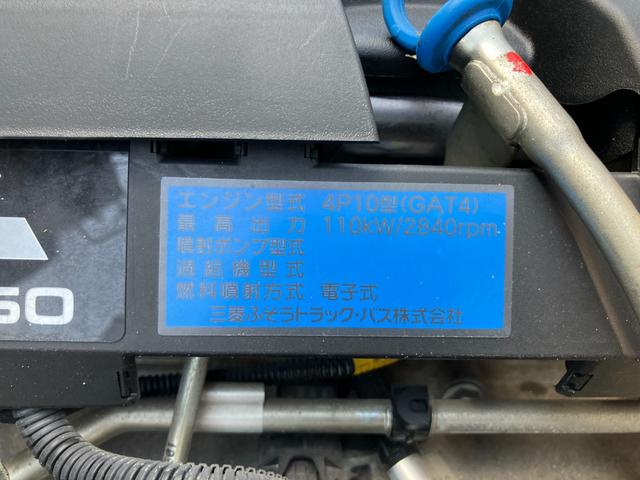 エンジン型式 4P10型(GAT4)
最高出力 110kW/2840rpm
噴射ポンプ型式
過給機型式
燃料噴射方式 電子式
三菱ふそうトラック・バス株式会社
60